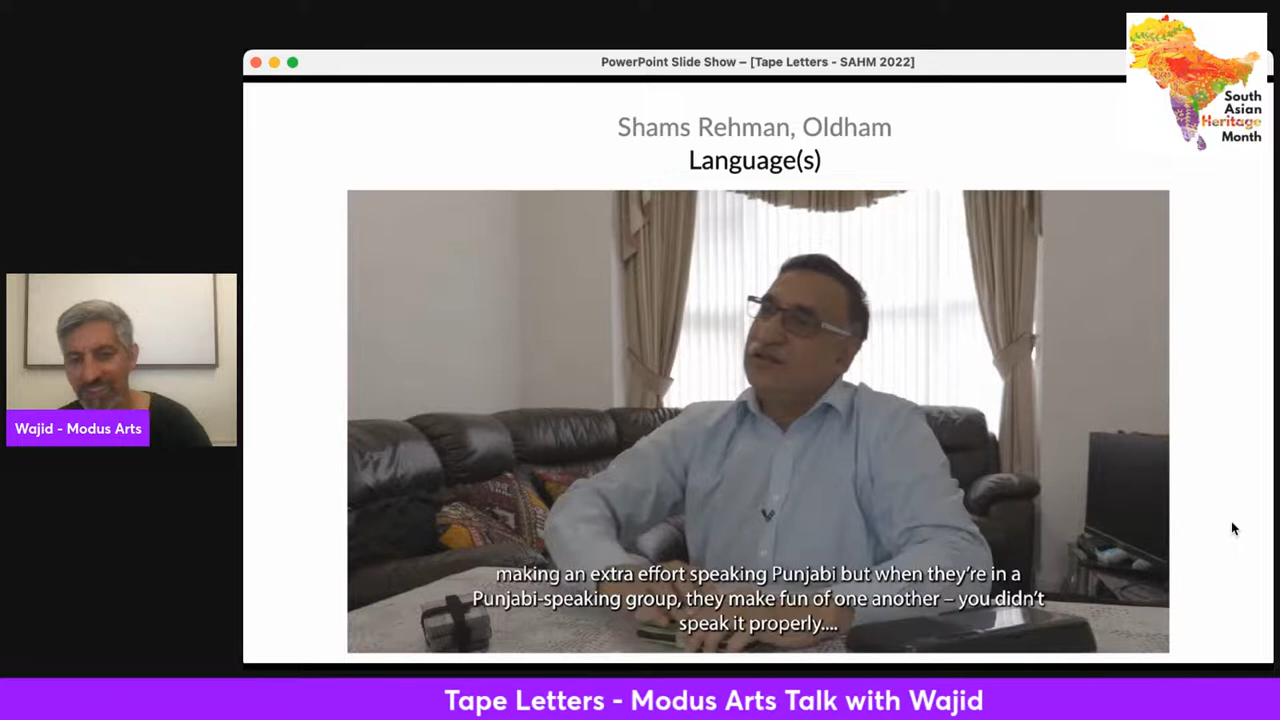 PowerPoint Slide Show – [Tape Letters - SAHM 2022]
South
Asian
Heritage
Month
Shams Rehman, Oldham
Language(s)
Wajid - Modus Arts
making an extra effort speaking Punjabi but when they're in a
Punjabi-speaking group, they make fun of one another – you didn't
speak it properly....
Tape Letters - Modus Arts Talk with Wajid